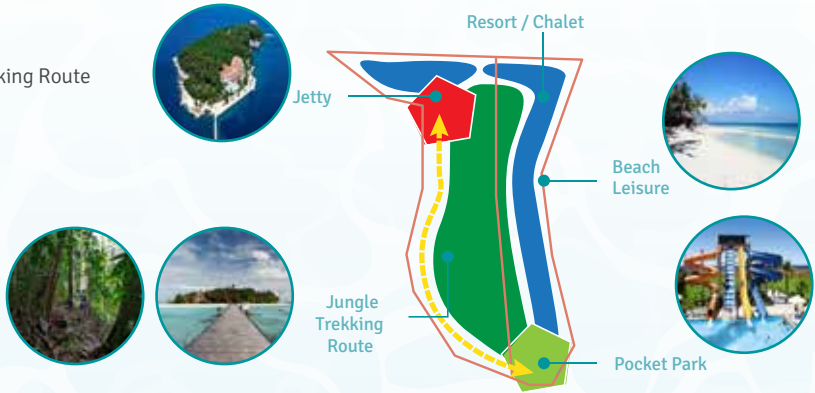 Resort / Chalet
king Route
Jetty
Beach
Leisure
Jungle
Trekking
Route
Pocket Park